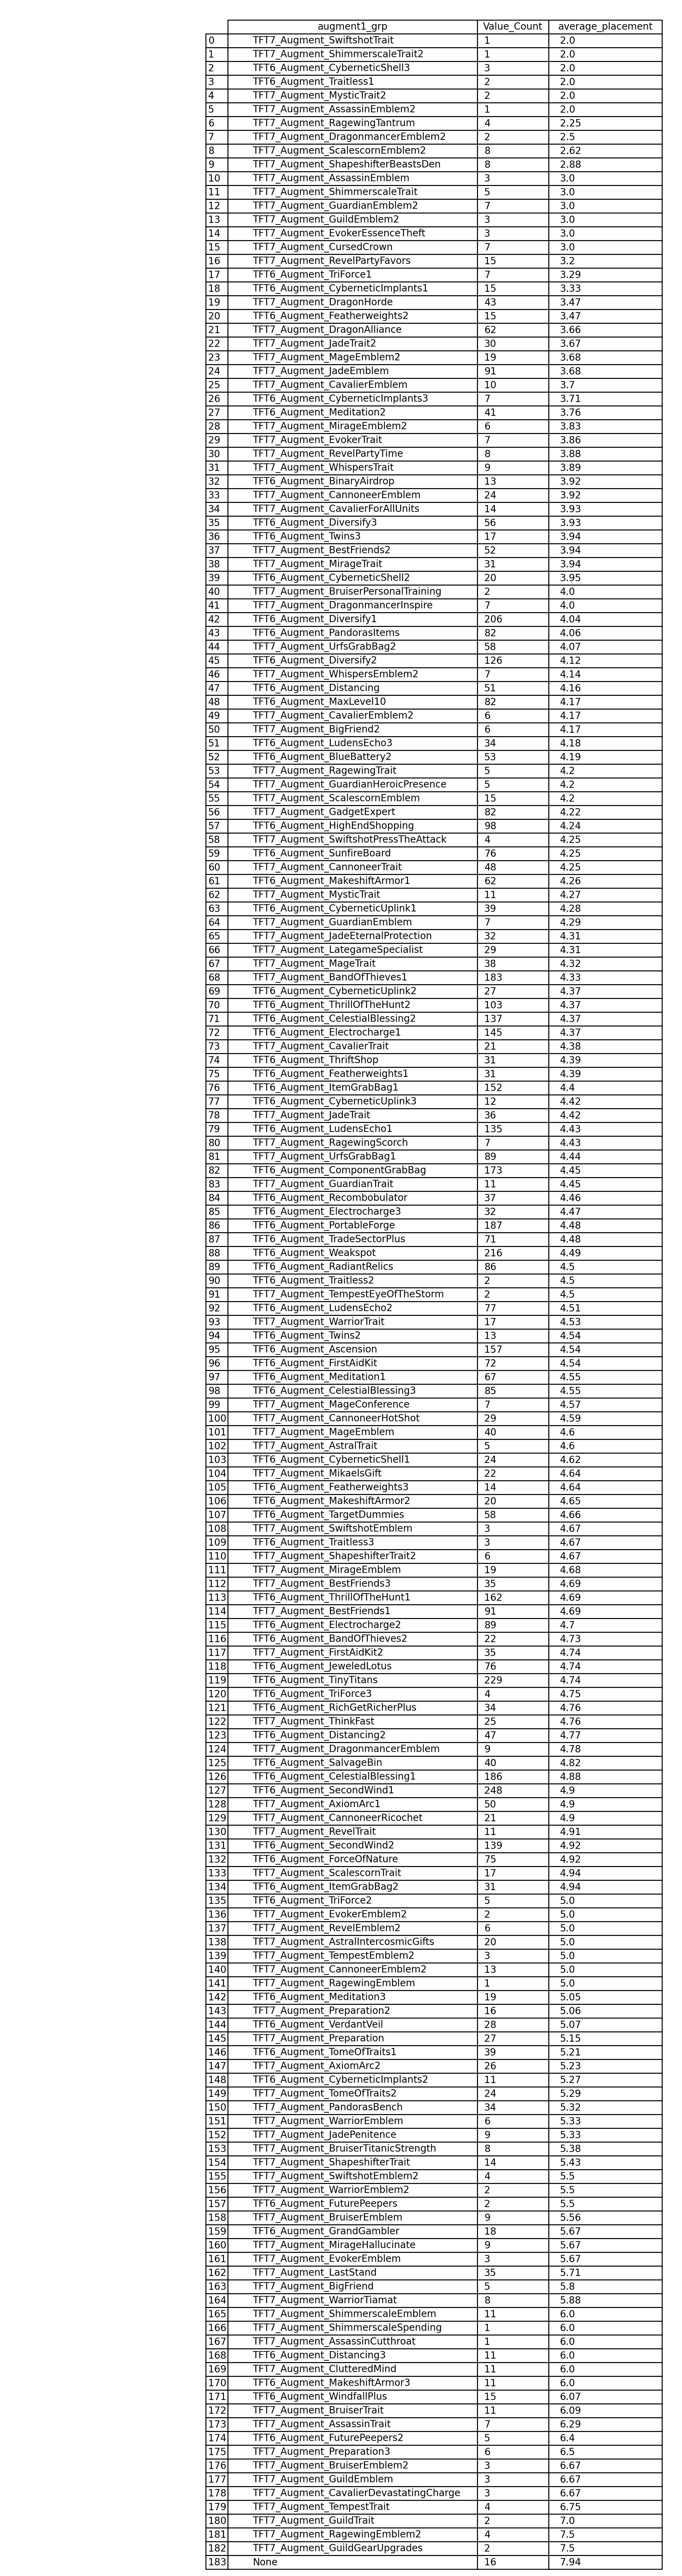 augment1_grp Value_Count average_placement
0 TFT7_Augment_SwiftshotTrait 1 2.0
1 TFT7_Augment_ShimmerscaleTrait2 1 2.0
2 TFT6_Augment_CyberneticShell3 3 2.0
3 TFT6_Augment_Traitless1 2 2.0
4 TFT7_Augment_MysticTrait2 2 2.0
5 TFT7_Augment_AssassinEmblem2 1 2.0
6 TFT7_Augment_RagewingTantrum 4 2.25
7 TFT7_Augment_DragonmancerEmblem2 2 2.5
8 TFT7_Augment_ScalescornEmblem2 8 2.62
9 TFT7_Augment_ShapeshifterBeastsDen 8 2.88
10 TFT7_Augment_AssassinEmblem 3 3.0
11 TFT7_Augment_ShimmerscaleTrait 5 3.0
12 TFT7_Augment_GuardianEmblem2 7 3.0
13 TFT7_Augment_GuildEmblem2 3 3.0
14 TFT7_Augment_EvokerEssenceTheft 3 3.0
15 TFT7_Augment_CursedCrown 7 3.0
16 TFT7_Augment_RevelPartyFavors 15 3.2
17 TFT6_Augment_TriForce1 7 3.29
18 TFT6_Augment_CyberneticImplants1 15 3.33
19 TFT7_Augment_DragonHorde 43 3.47
20 TFT6_Augment_Featherweights2 15 3.47
21 TFT7_Augment_DragonAlliance 62 3.66
22 TFT7_Augment_JadeTrait2 30 3.67
23 TFT7_Augment_MageEmblem2 19 3.68
24 TFT7_Augment_JadeEmblem 91 3.68
25 TFT7_Augment_CavalierEmblem 10 3.7
26 TFT6_Augment_CyberneticImplants3 7 3.71
27 TFT6_Augment_Meditation2 41 3.76
28 TFT7_Augment_MirageEmblem2 6 3.83
29 TFT7_Augment_EvokerTrait 7 3.86
30 TFT7_Augment_RevelPartyTime 8 3.88
31 TFT7_Augment_WhispersTrait 9 3.89
32 TFT6_Augment_BinaryAirdrop 13 3.92
33 TFT7_Augment_CannoneerEmblem 24 3.92
34 TFT7_Augment_CavalierForAllUnits 14 3.93
35 TFT6_Augment_Diversify3 56 3.93
36 TFT6_Augment_Twins3 17 3.94
37 TFT7_Augment_BestFriends2 52 3.94
38 TFT7_Augment_MirageTrait 31 3.94
39 TFT6_Augment_CyberneticShell2 20 3.95
40 TFT7_Augment_BruiserPersonalTraining 2 4.0
41 TFT7_Augment_DragonmancerInspire 7 4.0
42 TFT6_Augment_Diversify1 206 4.04
43 TFT6_Augment_PandorasItems 82 4.06
44 TFT7_Augment_UrfsGrabBag2 58 4.07
45 TFT6_Augment_Diversify2 126 4.12
46 TFT7_Augment_WhispersEmblem2 7 4.14
47 TFT6_Augment_Distancing 51 4.16
48 TFT6_Augment_MaxLevel10 82 4.17
49 TFT7_Augment_CavalierEmblem2 6 4.17
50 TFT7_Augment_BigFriend2 6 4.17
51 TFT6_Augment_LudensEcho3 34 4.18
52 TFT6_Augment_BlueBattery2 53 4.19
53 TFT7_Augment_RagewingTrait 5 4.2
54 TFT7_Augment_GuardianHeroicPresence 5 4.2
55 TFT7_Augment_ScalescornEmblem 15 4.2
56 TFT7_Augment_GadgetExpert 82 4.22
57 TFT6_Augment_HighEndShopping 98 4.24
58 TFT7_Augment_SwiftshotPressTheAttack 4 4.25
59 TFT6_Augment_SunfireBoard 76 4.25
60 TFT7_Augment_CannoneerTrait 48 4.25
61 TFT6_Augment_MakeshiftArmor1 62 4.26
62 TFT7_Augment_MysticTrait 11 4.27
63 TFT6_Augment_CyberneticUplink1 39 4.28
64 TFT7_Augment_GuardianEmblem 7 4.29
65 TFT7_Augment_JadeEternalProtection 32 4.31
66 TFT7_Augment_LategameSpecialist 29 4.31
67 TFT7_Augment_MageTrait 38 4.32
68 TFT7_Augment_BandOfThieves1 183 4.33
69 TFT6_Augment_CyberneticUplink2 27 4.37
70 TFT6_Augment_ThrillOfTheHunt2 103 4.37
71 TFT6_Augment_CelestialBlessing2 137 4.37
72 TFT6_Augment_Electrocharge1 145 4.37
73 TFT7_Augment_CavalierTrait 21 4.38
74 TFT6_Augment_ThriftShop 31 4.39
75 TFT6_Augment_Featherweights1 31 4.39
76 TFT6_Augment_ItemGrabBag1 152 4.4
77 TFT6_Augment_CyberneticUplink3 12 4.42
78 TFT7_Augment_JadeTrait 36 4.42
79 TFT6_Augment_LudensEcho1 135 4.43
80 TFT7_Augment_RagewingScorch 7 4.43
81 TFT7_Augment_UrfsGrabBag1 89 4.44
82 TFT6_Augment_ComponentGrabBag 173 4.45
83 TFT7_Augment_GuardianTrait 11 4.45
84 TFT6_Augment_Recombobulator 37 4.46
85 TFT6_Augment_Electrocharge3 32 4.47
86 TFT6_Augment_PortableForge 187 4.48
87 TFT6_Augment_TradeSectorPlus 71 4.48
88 TFT6_Augment_Weakspot 216 4.49
89 TFT6_Augment_RadiantRelics 86 4.5
90 TFT6_Augment_Traitless2 2 4.5
91 TFT7_Augment_TempestEyeOfTheStorm 2 4.5
92 TFT6_Augment_LudensEcho2 77 4.51
93 TFT7_Augment_WarriorTrait 17 4.53
94 TFT6_Augment_Twins2 13 4.54
95 TFT6_Augment_Ascension 157 4.54
96 TFT6_Augment_FirstAidKit 72 4.54
97 TFT6_Augment_Meditation1 67 4.55
98 TFT6_Augment_CelestialBlessing3 85 4.55
99 TFT7_Augment_MageConference 7 4.57
100 TFT7_Augment_CannoneerHotShot 29 4.59
101 TFT7_Augment_MageEmblem 40 4.6
102 TFT7_Augment_AstralTrait 5 4.6
103 TFT6_Augment_CyberneticShell1 24 4.62
104 TFT7_Augment_MikaelsGift 22 4.64
105 TFT6_Augment_Featherweights3 14 4.64
106 TFT6_Augment_MakeshiftArmor2 20 4.65
107 TFT6_Augment_TargetDummies 58 4.66
108 TFT7_Augment_SwiftshotEmblem 3 4.67
109 TFT6_Augment_Traitless3 3 4.67
110 TFT7_Augment_ShapeshifterTrait2 6 4.67
111 TFT7_Augment_MirageEmblem 19 4.68
112 TFT7_Augment_BestFriends3 35 4.69
113 TFT6_Augment_ThrillOfTheHunt1 162 4.69
114 TFT7_Augment_BestFriends1 91 4.69
115 TFT6_Augment_Electrocharge2 89 4.7
116 TFT6_Augment_BandOfThieves2 22 4.73
117 TFT7_Augment_FirstAidKit2 35 4.74
118 TFT6_Augment_JeweledLotus 76 4.74
119 TFT6_Augment_TinyTitans 229 4.74
120 TFT6_Augment_TriForce3 4 4.75
121 TFT6_Augment_RichGetRicherPlus 34 4.76
122 TFT7_Augment_ThinkFast 25 4.76
123 TFT6_Augment_Distancing2 47 4.77
124 TFT7_Augment_DragonmancerEmblem 9 4.78
125 TFT6_Augment_SalvageBin 40 4.82
126 TFT6_Augment_CelestialBlessing1 186 4.88
127 TFT6_Augment_SecondWind1 248 4.9
128 TFT7_Augment_AxiomArc1 50 4.9
129 TFT7_Augment_CannoneerRicochet 21 4.9
130 TFT7_Augment_RevelTrait 11 4.91
131 TFT6_Augment_SecondWind2 139 4.92
132 TFT6_Augment_ForceOfNature 75 4.92
133 TFT7_Augment_ScalescornTrait 17 4.94
134 TFT6_Augment_ItemGrabBag2 31 4.94
135 TFT6_Augment_TriForce2 5 5.0
136 TFT7_Augment_EvokerEmblem2 2 5.0
137 TFT7_Augment_RevelEmblem2 6 5.0
138 TFT7_Augment_AstralIntercosmicGifts 20 5.0
139 TFT7_Augment_TempestEmblem2 3 5.0
140 TFT7_Augment_CannoneerEmblem2 13 5.0
141 TFT7_Augment_RagewingEmblem 1 5.0
142 TFT6_Augment_Meditation3 19 5.05
143 TFT7_Augment_Preparation2 16 5.06
144 TFT6_Augment_VerdantVeil 28 5.07
145 TFT7_Augment_Preparation 27 5.15
146 TFT6_Augment_TomeOfTraits1 39 5.21
147 TFT7_Augment_AxiomArc2 26 5.23
148 TFT6_Augment_CyberneticImplants2 11 5.27
149 TFT7_Augment_TomeOfTraits2 24 5.29
150 TFT7_Augment_PandorasBench 34 5.32
151 TFT7_Augment_WarriorEmblem 6 5.33
152 TFT7_Augment_JadePenitence 9 5.33
153 TFT7_Augment_BruiserTitanicStrength 8 5.38
154 TFT7_Augment_ShapeshifterTrait 14 5.43
155 TFT7_Augment_SwiftshotEmblem2 4 5.5
156 TFT7_Augment_WarriorEmblem2 2 5.5
157 TFT6_Augment_FuturePeepers 2 5.5
158 TFT7_Augment_BruiserEmblem 9 5.56
159 TFT6_Augment_GrandGambler 18 5.67
160 TFT7_Augment_MirageHallucinate 9 5.67
161 TFT7_Augment_EvokerEmblem 3 5.67
162 TFT7_Augment_LastStand 35 5.71
163 TFT7_Augment_BigFriend 5 5.8
164 TFT7_Augment_WarriorTiamat 8 5.88
165 TFT7_Augment_ShimmerscaleEmblem 11 6.0
166 TFT7_Augment_ShimmerscaleSpending 1 6.0
167 TFT7_Augment_AssassinCutthroat 1 6.0
168 TFT6_Augment_Distancing3 11 6.0
169 TFT7_Augment_ClutteredMind 11 6.0
170 TFT6_Augment_MakeshiftArmor3 11 6.0
171 TFT6_Augment_WindfallPlus 15 6.07
172 TFT7_Augment_BruiserTrait 11 6.09
173 TFT7_Augment_AssassinTrait 7 6.29
174 TFT6_Augment_FuturePeepers2 5 6.4
175 TFT7_Augment_Preparation3 6 6.5
176 TFT7_Augment_BruiserEmblem2 3 6.67
177 TFT7_Augment_GuildEmblem 3 6.67
178 TFT7_Augment_CavalierDevastatingCharge 3 6.67
179 TFT7_Augment_TempestTrait 4 6.75
180 TFT7_Augment_GuildTrait 2 7.0
181 TFT7_Augment_RagewingEmblem2 4 7.5
182 TFT7_Augment_GuildGearUpgrades 2 7.5
183 None 16 7.94